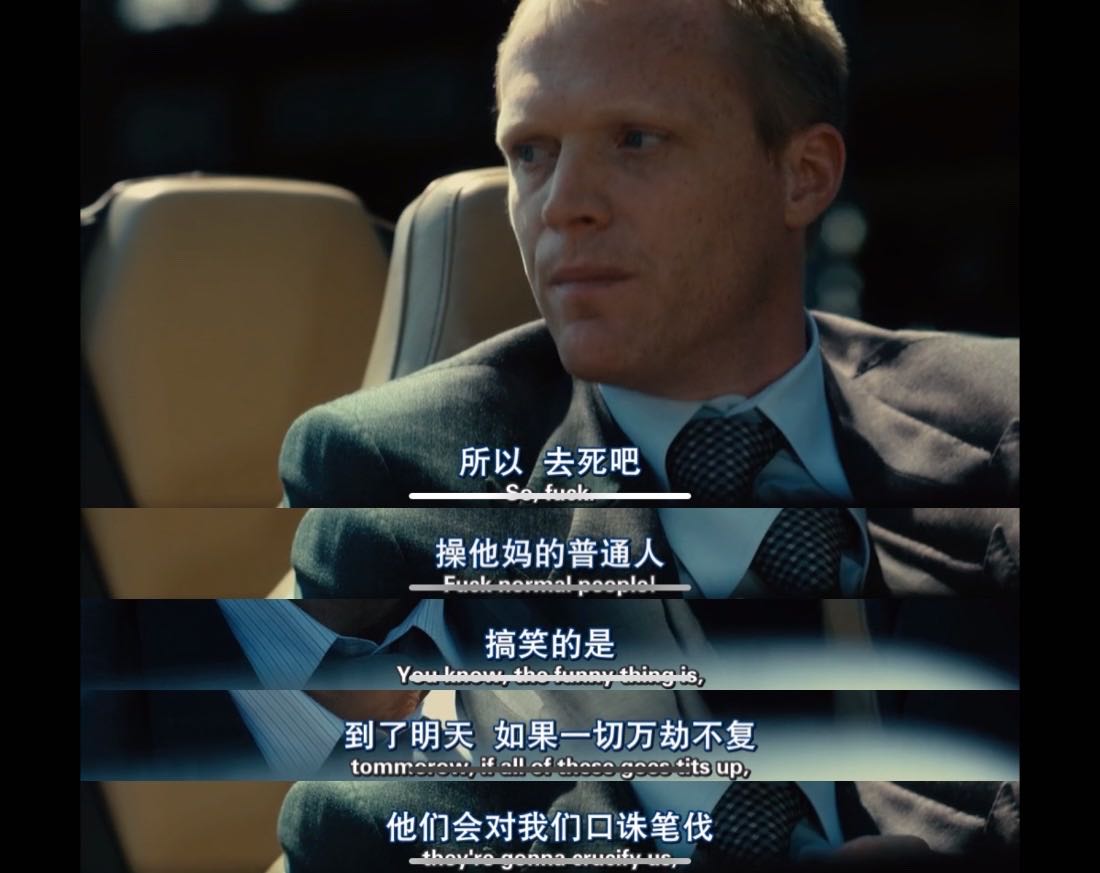 所以 去死吧
So, fuck.
操他妈的普通人
Fuck normal people!
搞笑的是
You know, the funny thing is,
到了明天 如果一切万劫不复
tommorow, if all of these goes tits up,
他们会对我们口诛笔伐
they're gonna crucify us,